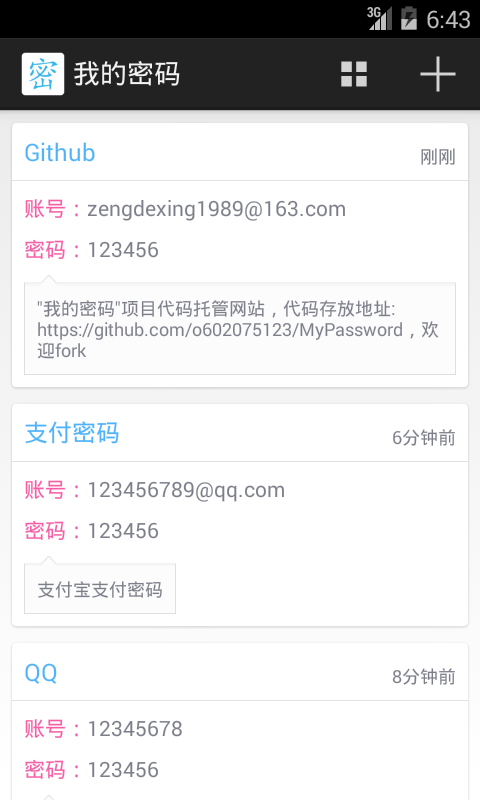 3G 6:43
密 我的密码
Github 刚刚
账号：zengdexing1989@163.com
密码：123456
"我的密码"项目代码托管网站，代码存放地址:
https://github.com/o602075123/MyPassword，欢
迎fork
支付密码 6分钟前
账号：123456789@qq.com
密码：123456
支付宝支付密码
QQ 8分钟前
账号：12345678
密码：123456